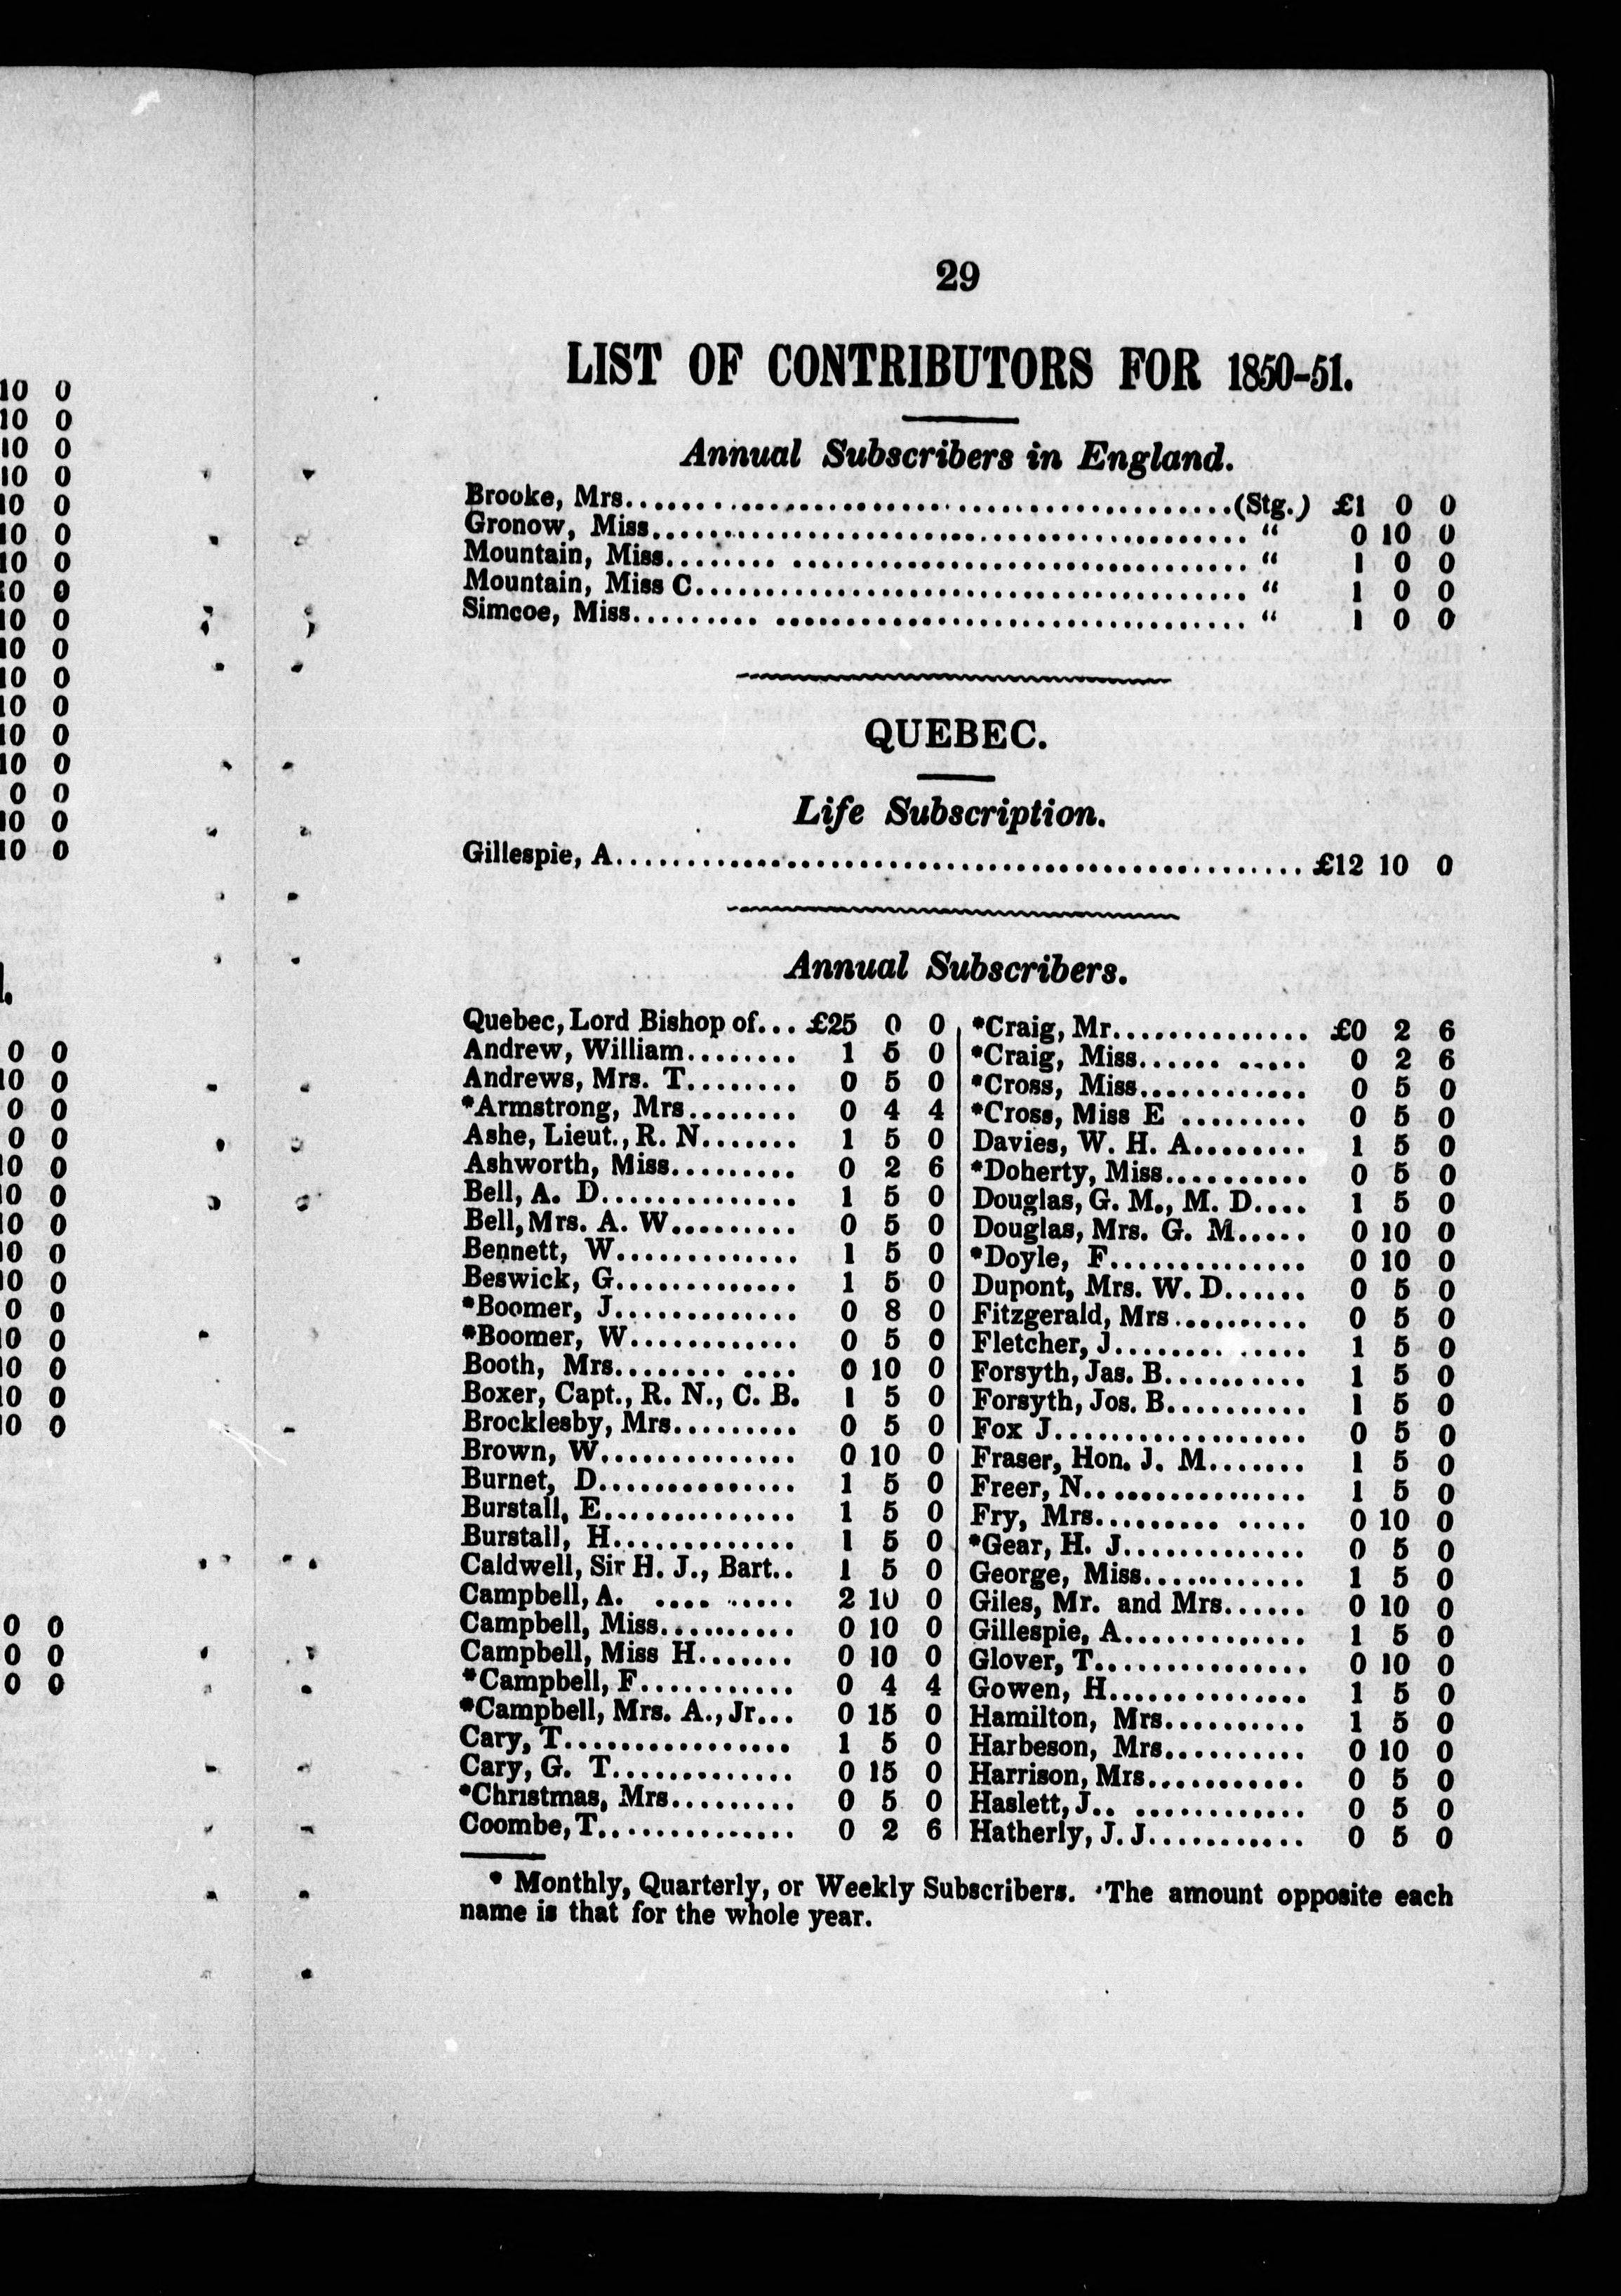 29
LIST OF CONTRIBUTORS FOR 1850-51.
Annual Subscribers in England.
Brooke, Mrs. (Stg.) £1 0 0
Gronow, Miss " 0 10 0
Mountain, Miss " 1 0 0
Mountain, Miss C. " 1 0 0
Simcoe, Miss " 1 0 0
QUEBEC.
Life Subscription.
Gillespie, A. £12 10 0
Annual Subscribers.
Quebec, Lord Bishop of... £25 0 0
Andrew, William........ 1 5 0
Andrews, Mrs. T........ 0 5 0
*Armstrong, Mrs........ 0 4 4
Ashe, Lieut., R. N....... 1 5 0
Ashworth, Miss......... 0 2 6
Bell, A. D.............. 1 5 0
Bell, Mrs. A. W......... 0 5 0
Bennett, W............. 1 5 0
Beswick, G............. 1 5 0
*Boomer, J............. 0 8 0
*Boomer, W............ 0 5 0
Booth, Mrs......... .... 0 10 0
Boxer, Capt., R. N., C. B. 1 5 0
Brocklesby, Mrs......... 0 5 0
Brown, W.............. 0 10 0
Burnet, D.............. 1 5 0
Burstall, E.............. 1 5 0
Burstall, H............. 1 5 0
Caldwell, Sir H. J., Bart.. 1 5 0
Campbell, A. .... ..... 2 10 0
Campbell, Miss.......... 0 10 0
Campbell, Miss H....... 0 10 0
*Campbell, F........... 0 4 4
*Campbell, Mrs. A., Jr... 0 15 0
Cary, T................ 1 5 0
Cary, G. T............. 0 15 0
*Christmas, Mrs......... 0 5 0
Coombe, T.............. 0 2 6
*Craig, Mr.............. £0 2 6
*Craig, Miss...... ..... 0 2 6
*Cross, Miss............ 0 5 0
*Cross, Miss E ......... 0 5 0
Davies, W. H. A........ 1 5 0
*Doherty, Miss.......... 0 5 0
Douglas, G. M., M. D.... 1 5 0
Douglas, Mrs. G. M..... 0 10 0
*Doyle, F.............. 0 10 0
Dupont, Mrs. W. D...... 0 5 0
Fitzgerald, Mrs.......... 0 5 0
Fletcher, J........ ..... 1 5 0
Forsyth, Jas. B.......... 1 5 0
Forsyth, Jos. B.......... 1 5 0
Fox J.................. 0 5 0
Fraser, Hon. J. M....... 1 5 0
Freer, N.. .............. 1 5 0
Fry, Mrs......... ..... 0 10 0
*Gear, H. J............. 0 5 0
George, Miss............ 1 5 0
Giles, Mr. and Mrs...... 0 10 0
Gillespie, A............. 1 5 0
Glover, T............... 0 10 0
Gowen, H.............. 1 5 0
Hamilton, Mrs.......... 1 5 0
Harbeson, Mrs.......... 0 10 0
Harrison, Mrs........... 0 5 0
Haslett, J.. ............ 0 5 0
Hatherly, J. J........... 0 5 0
* Monthly, Quarterly, or Weekly Subscribers. The amount opposite each
name is that for the whole year.